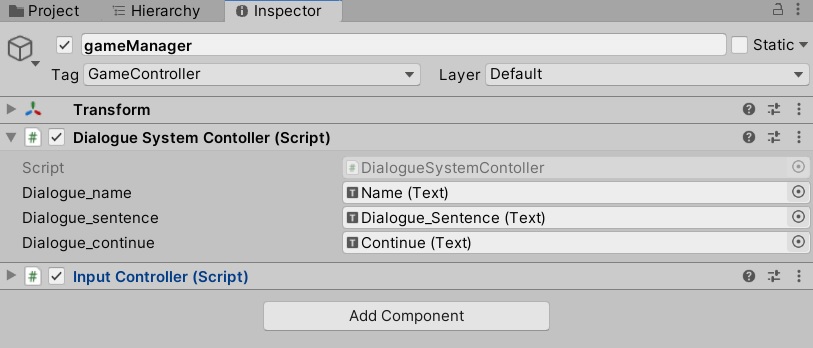 Project Hierarchy Inspector
gameManager Static
Tag GameController Layer Default
Transform
# Dialogue System Contoller (Script)
Script # DialogueSystemContoller
Dialogue_name T Name (Text)
Dialogue_sentence T Dialogue_Sentence (Text)
Dialogue_continue T Continue (Text)
# Input Controller (Script)
Add Component